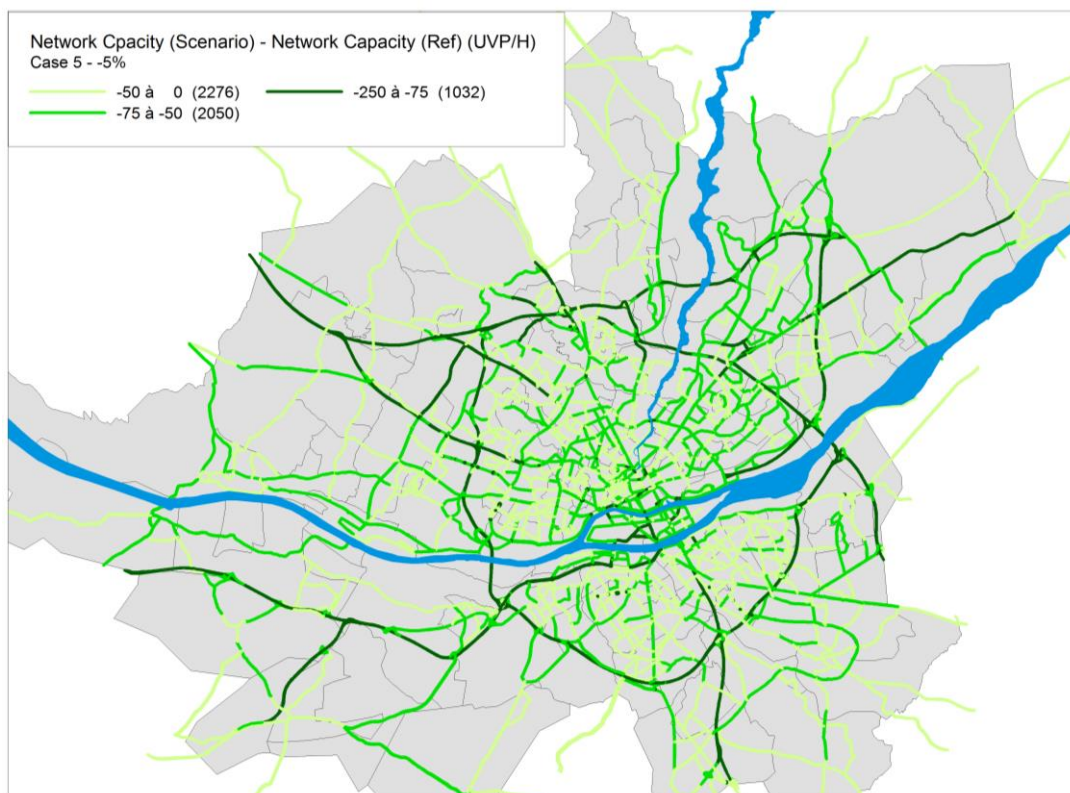 Network Cpacity (Scenario) - Network Capacity (Ref) (UVP/H)
Case 5 - -5%
-50 à 0 (2276)
-250 à -75 (1032)
-75 à -50 (2050)